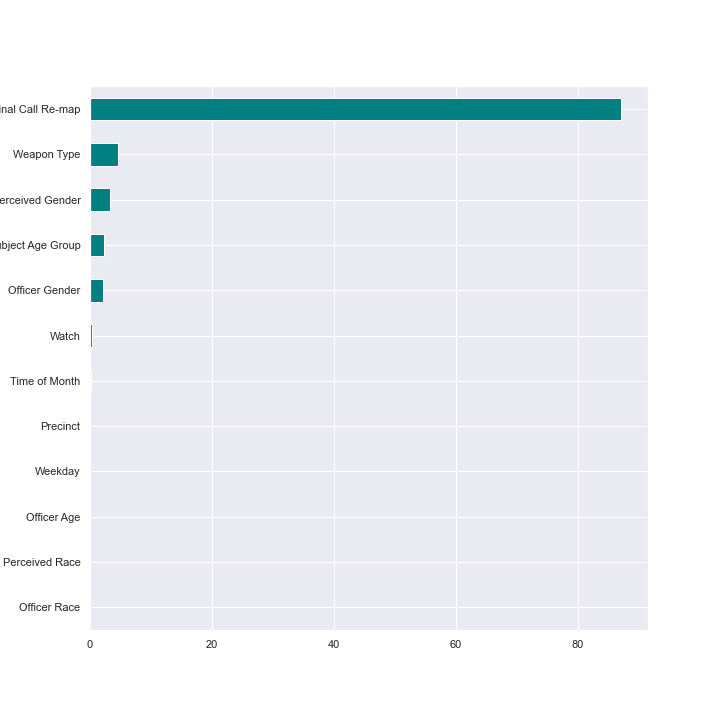 inal Call Re-map
Weapon Type
erceived Gender
bject Age Group
Officer Gender
Watch
Time of Month
Precinct
Weekday
Officer Age
Perceived Race
Officer Race
0 20 40 60 80